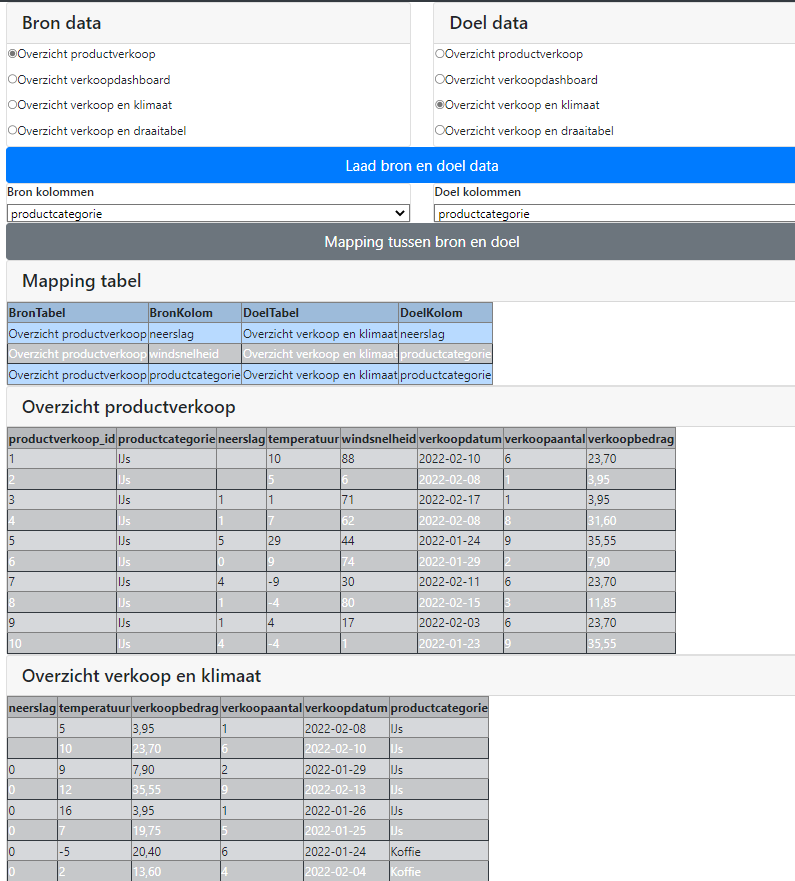 Bron data Doel data
Overzicht productverkoop Overzicht productverkoop
Overzicht verkoopdashboard Overzicht verkoopdashboard
Overzicht verkoop en klimaat Overzicht verkoop en klimaat
Overzicht verkoop en draaitabel Overzicht verkoop en draaitabel
Laad bron en doel data
Bron kolommen Doel kolommen
productcategorie productcategorie
Mapping tussen bron en doel
Mapping tabel
BronTabel BronKolom DoelTabel DoelKolom
Overzicht productverkoop neerslag Overzicht verkoop en klimaat neerslag
Overzicht productverkoop windsnelheid Overzicht verkoop en klimaat productcategorie
Overzicht productverkoop productcategorie Overzicht verkoop en klimaat productcategorie
Overzicht productverkoop
productverkoop_id productcategorie neerslag temperatuur windsnelheid verkoopdatum verkoopaantal verkoopbedrag
1 IJs 10 88 2022-02-10 6 23,70
2 IJs 5 6 2022-02-08 1 3,95
3 IJs 1 1 71 2022-02-17 1 3,95
4 IJs 1 7 62 2022-02-08 8 31,60
5 IJs 5 29 44 2022-01-24 9 35,55
6 IJs 0 9 74 2022-01-29 2 7,90
7 IJs 4 -9 30 2022-02-11 6 23,70
8 IJs 1 -4 80 2022-02-15 3 11,85
9 IJs 1 4 17 2022-02-03 6 23,70
10 IJs 4 -4 1 2022-01-23 9 35,55
Overzicht verkoop en klimaat
neerslag temperatuur verkoopbedrag verkoopaantal verkoopdatum productcategorie
5 3,95 1 2022-02-08 IJs
10 23,70 6 2022-02-10 IJs
0 9 7,90 2 2022-01-29 IJs
0 12 35,55 9 2022-02-13 IJs
0 16 3,95 1 2022-01-26 IJs
0 7 19,75 5 2022-01-25 IJs
0 -5 20,40 6 2022-01-24 Koffie
0 2 13,60 4 2022-02-04 Koffie